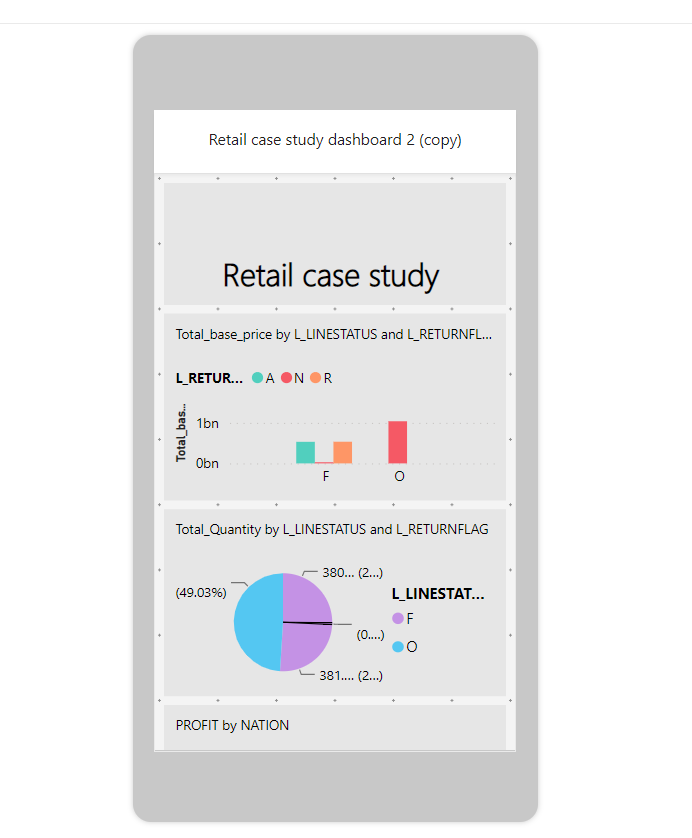 Retail case study dashboard 2 (copy)
Retail case study
Total_base_price by L_LINESTATUS and L_RETURNFL...
L_RETUR... A N R
Total_bas...
1bn
0bn
F O
Total_Quantity by L_LINESTATUS and L_RETURNFLAG
380... (2...)
(49.03%)
L_LINESTAT...
F
(0....)
O
381.... (2...)
PROFIT by NATION